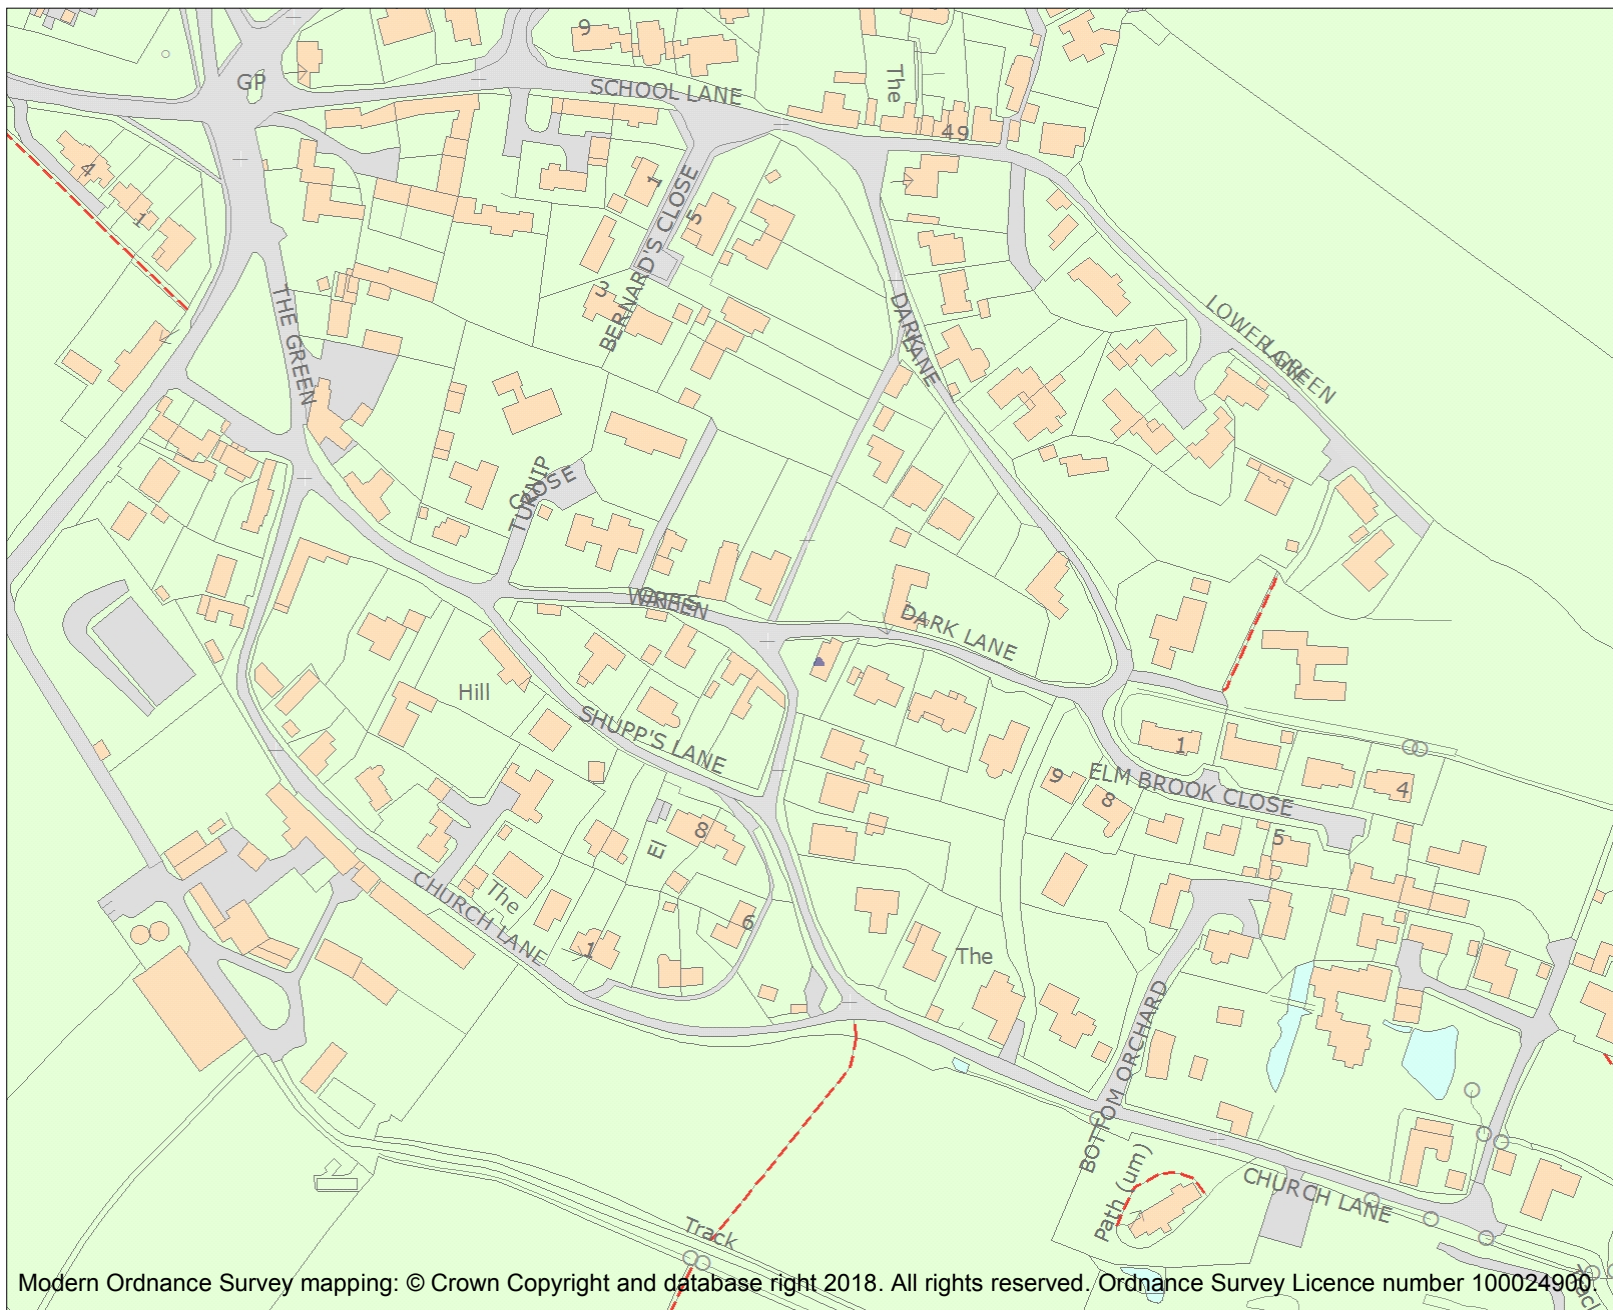 9
GP
SCHOOL LANE
The
49
4
1
1
5
BERNARD'S CLOSE
3
THE GREEN
DARK LANE
LOWER GREEN
LANE
TURNIP
CLOSE
DARK LANE
Hill
SHUPP'S LANE
1
9
ELM BROOK CLOSE
8
4
8
5
El
CHURCH LANE
The
6
1
The
BOTTOM ORCHARD
Path (um)
CHURCH LANE
Track
Modern Ordnance Survey mapping: © Crown Copyright and database right 2018. All rights reserved. Ordnance Survey Licence number 100024900.